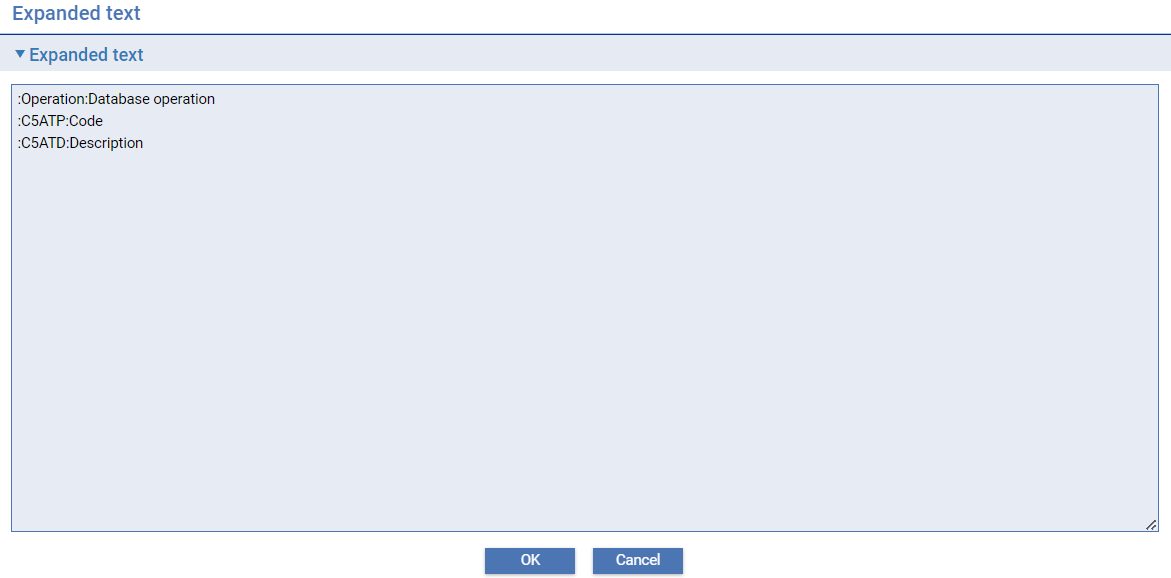 Expanded text
Expanded text
:Operation:Database operation
:C5ATP:Code
:C5ATD:Description
OK
Cancel